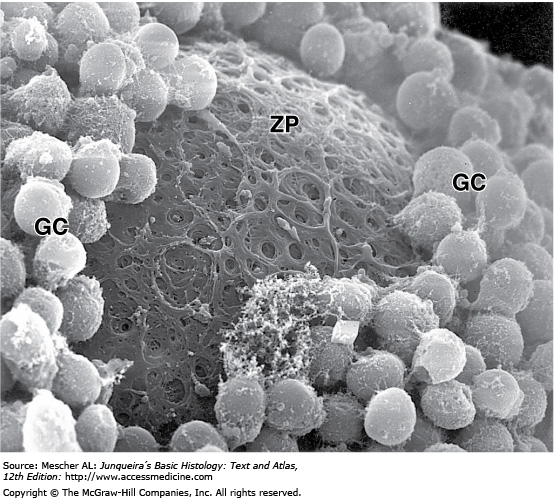 ZP
GC
GC
Source: Mescher AL: Junqueira´s Basic Histology: Text and Atlas,
12th Edition: http://www.accessmedicine.com
Copyright © The McGraw-Hill Companies, Inc. All rights reserved.